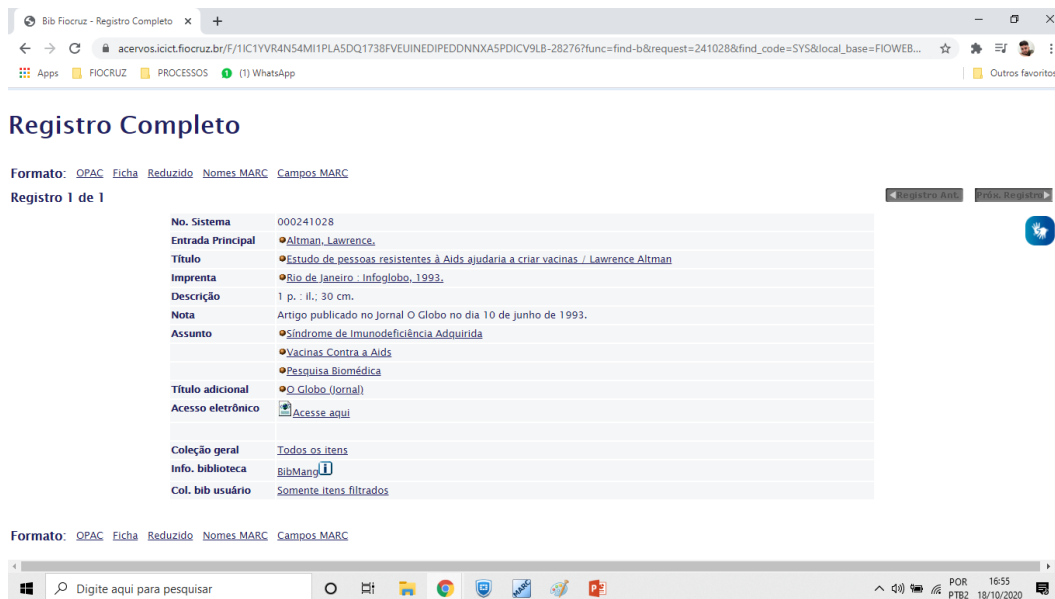 Bib Fiocruz - Registro Completo
acervos.icict.fiocruz.br/F/1IC1YVR4N54MI1PLA5DQ1738FVEUINEDIPEDDNNXA5PDICV9LB-28276?func=find-b&request=241028&find_code=SYS&local_base=FIOWEB...
Apps FIOCRUZ PROCESSOS (1) WhatsApp Outros favoritos
Registro Completo
Formato: OPAC Ficha Reduzido Nomes MARC Campos MARC
Registro 1 de 1 Registro Ant. Próx. Registro
No. Sistema 000241028
Entrada Principal Altman, Lawrence.
Título Estudo de pessoas resistentes à Aids ajudaria a criar vacinas / Lawrence Altman
Imprenta Rio de Janeiro : Infoglobo, 1993.
Descrição 1 p. : il.; 30 cm.
Nota Artigo publicado no Jornal O Globo no dia 10 de junho de 1993.
Assunto Síndrome de Imunodeficiência Adquirida
Vacinas Contra a Aids
Pesquisa Biomédica
Título adicional O Globo (Jornal)
Acesso eletrônico Acesse aqui
Coleção geral Todos os itens
Info. biblioteca BibMang
Col. bib usuário Somente itens filtrados
Formato: OPAC Ficha Reduzido Nomes MARC Campos MARC
Digite aqui para pesquisar MARC POR 16:55
PTB2 18/10/2020